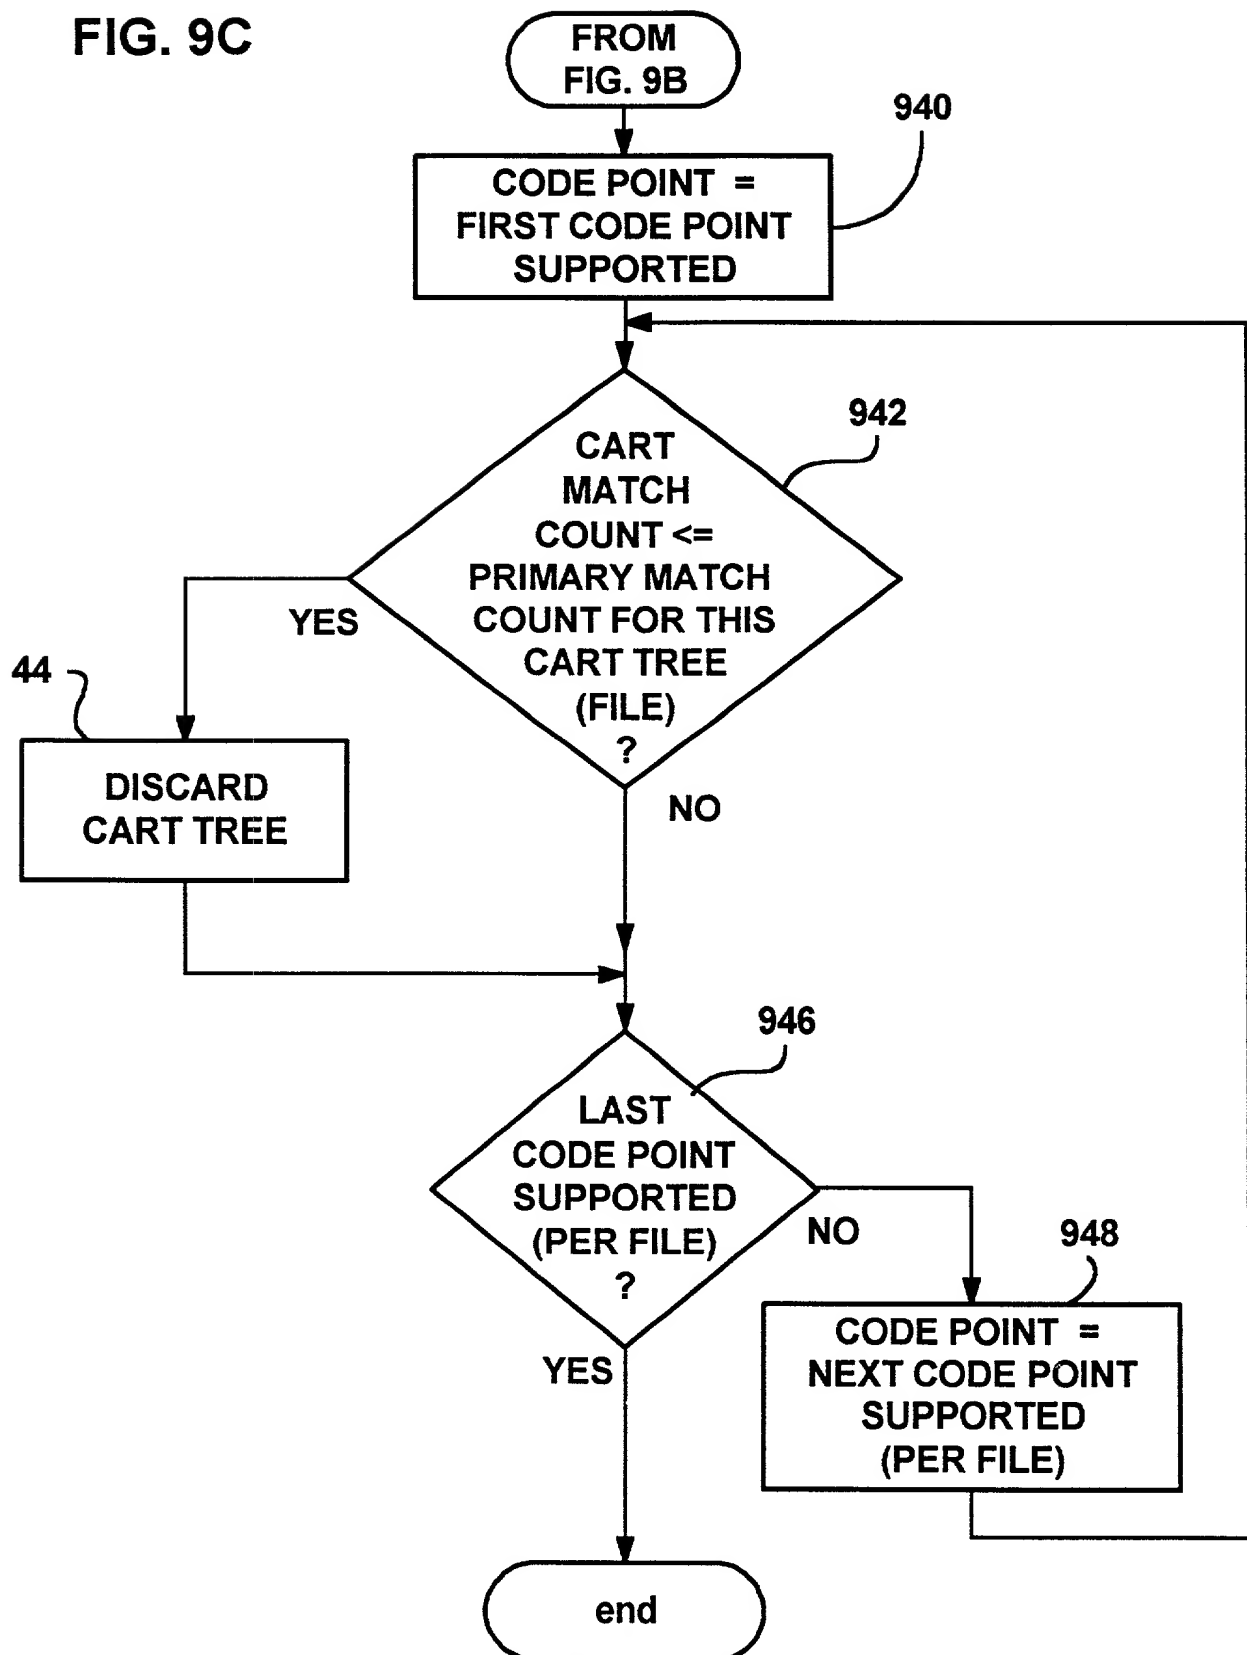 FIG. 9C
FROM
FIG. 9B
940
CODE POINT =
FIRST CODE POINT
SUPPORTED
942
CART
MATCH
COUNT <=
PRIMARY MATCH
COUNT FOR THIS
CART TREE
(FILE)
?
YES
NO
44
DISCARD
CART TREE
946
LAST
CODE POINT
SUPPORTED
(PER FILE)
?
NO
YES
948
CODE POINT =
NEXT CODE POINT
SUPPORTED
(PER FILE)
end